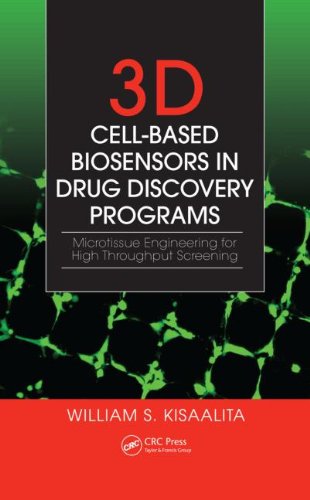 3D
CELL-BASED
BIOSENSORS IN
DRUG DISCOVERY
PROGRAMS
Microtissue Engineering for
High Throughput Screening
WILLIAM S. KISAALITA
CRC Press
Taylor & Francis Group